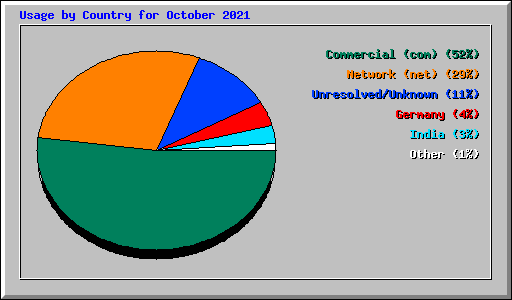 Usage by Country for October 2021
Commercial (com) (52%)
Network (net) (29%)
Unresolved/Unknown (11%)
Germany (4%)
India (3%)
Other (1%)